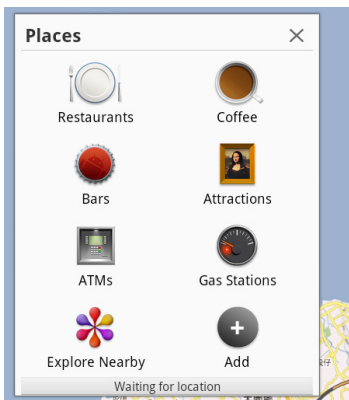 Places
Restaurants
Coffee
Bars
Attractions
ATMs
Gas Stations
Explore Nearby
Add
Waiting for location